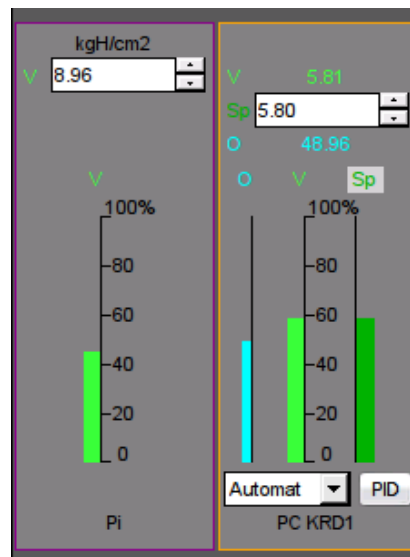 kgH/cm2
V 8.96
V
100%
80
60
40
20
0
Pi
V 5.81
Sp 5.80
O 48.96
O V Sp
100%
80
60
40
20
0
Automat PID
PC KRD1